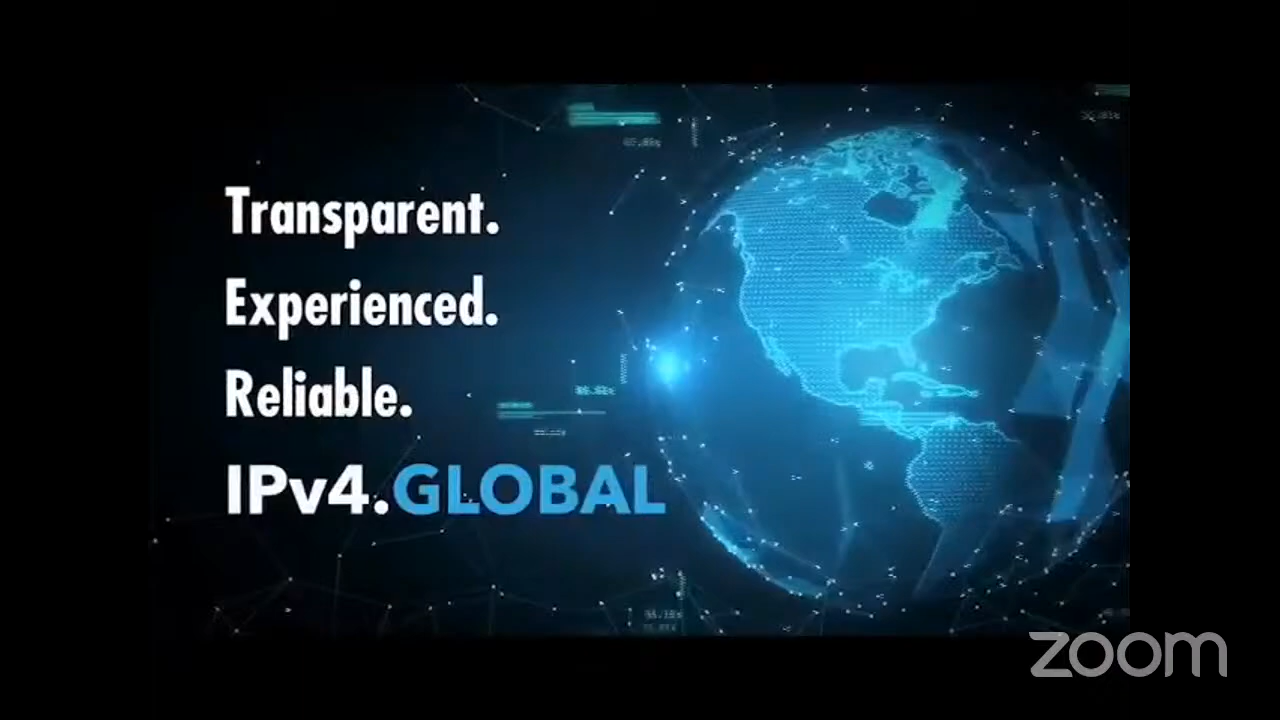 Transparent.
Experienced.
Reliable.
IPv4.GLOBAL
zoom